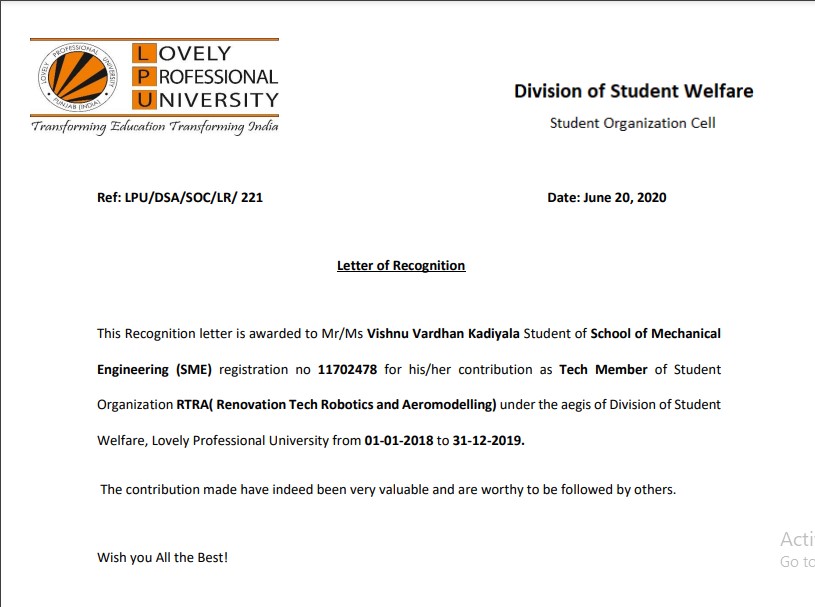 LOVELY
PROFESSIONAL
UNIVERSITY
LOVELY PROFESSIONAL UNIVERSITY
PUNJAB (INDIA)
Transforming Education Transforming India
Division of Student Welfare
Student Organization Cell
Ref: LPU/DSA/SOC/LR/ 221
Date: June 20, 2020
Letter of Recognition
This Recognition letter is awarded to Mr/Ms Vishnu Vardhan Kadiyala Student of School of Mechanical
Engineering (SME) registration no 11702478 for his/her contribution as Tech Member of Student
Organization RTRA( Renovation Tech Robotics and Aeromodelling) under the aegis of Division of Student
Welfare, Lovely Professional University from 01-01-2018 to 31-12-2019.
The contribution made have indeed been very valuable and are worthy to be followed by others.
Acti
Go to
Wish you All the Best!